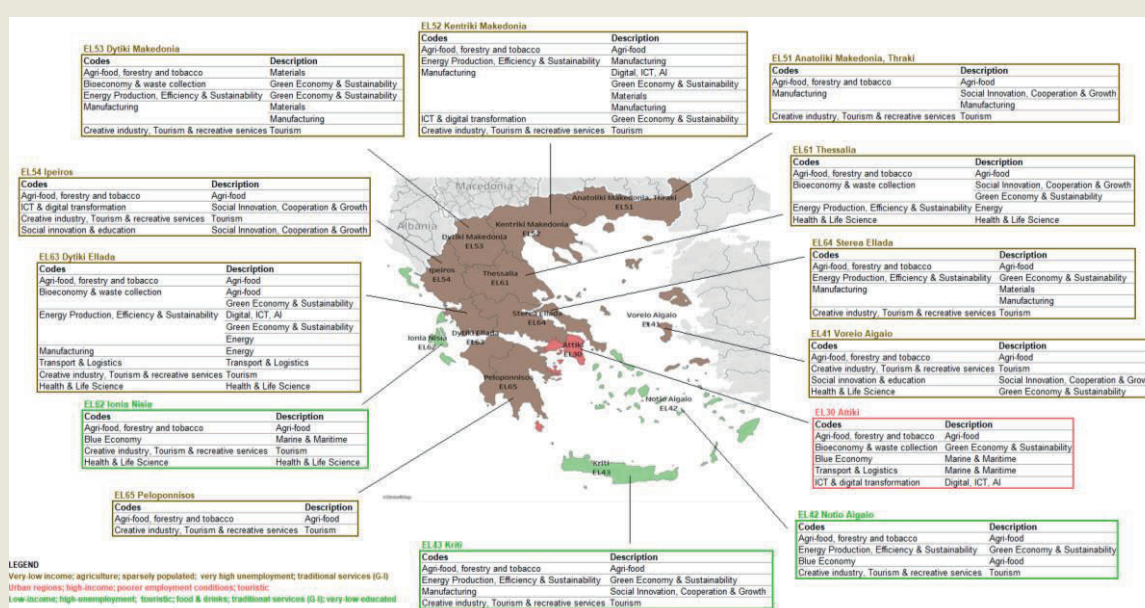 EL53 Dytiki Makedonia
Codes Description
Agri-food, forestry and tobacco Materials
Bioeconomy & waste collection Green Economy & Sustainability
Energy Production, Efficiency & Sustainability Green Economy & Sustainability
Manufacturing Materials
Manufacturing
Creative industry, Tourism & recreative services Tourism
EL52 Kentriki Makedonia
Codes Description
Agri-food, forestry and tobacco Agri-food
Energy Production, Efficiency & Sustainability Manufacturing
Manufacturing Digital, ICT, AI
Green Economy & Sustainability
Materials
Manufacturing
ICT & digital transformation Green Economy & Sustainability
Creative industry, Tourism & recreative services Tourism
EL51 Anatoliki Makedonia, Thraki
Codes Description
Agri-food, forestry and tobacco Agri-food
Manufacturing Social Innovation, Cooperation & Growth
Manufacturing
Creative industry, Tourism & recreative services Tourism
EL54 Ipeiros
Codes Description
Agri-food, forestry and tobacco Agri-food
ICT & digital transformation Social Innovation, Cooperation & Growth
Creative industry, Tourism & recreative services Tourism
Social innovation & education Social Innovation, Cooperation & Growth
EL61 Thessalia
Codes Description
Agri-food, forestry and tobacco Agri-food
Bioeconomy & waste collection Social Innovation, Cooperation & Growth
Green Economy & Sustainability
Energy Production, Efficiency & Sustainability Energy
Health & Life Science Health & Life Science
EL63 Dytiki Ellada
Codes Description
Agri-food, forestry and tobacco Agri-food
Bioeconomy & waste collection Agri-food
Green Economy & Sustainability
Energy Production, Efficiency & Sustainability Digital, ICT, AI
Green Economy & Sustainability
Energy
Manufacturing Energy
Transport & Logistics Transport & Logistics
Creative industry, Tourism & recreative services Tourism
Health & Life Science Health & Life Science
EL64 Sterea Ellada
Codes Description
Agri-food, forestry and tobacco Agri-food
Energy Production, Efficiency & Sustainability Green Economy & Sustainability
Manufacturing Materials
Manufacturing
EL41 Voreio Aigaio
Codes Description
Agri-food, forestry and tobacco Agri-food
Creative industry, Tourism & recreative services Tourism
Social innovation & education Social Innovation, Cooperation & Grow
Health & Life Science Green Economy & Sustainability
Macedonia
Albania
Anatoliki Makedonia, Thraki
EL51
Kentriki Makedonia
EL52
Dytiki Makedonia
EL53
Ipeiros
EL54
Thessalia
EL61
Sterea Ellada
EL64
Voreio Aigaio
EL41
Ionia Nisia
Dytiki Ellada
EL63
Attiki
EL30
Peloponnisos
EL65
Notio Aigaio
EL42
Kriti
EL43
EL62 Ionia Nisia
Codes Description
Agri-food, forestry and tobacco Agri-food
Blue Economy Marine & Maritime
Creative industry, Tourism & recreative services Tourism
Health & Life Science Health & Life Science
EL30 Attiki
Codes Description
Agri-food, forestry and tobacco Agri-food
Bioeconomy & waste collection Green Economy & Sustainability
Blue Economy Marine & Maritime
Transport & Logistics Marine & Maritime
ICT & digital transformation Digital, ICT, AI
EL65 Peloponnisos
Codes Description
Agri-food, forestry and tobacco Agri-food
Creative industry, Tourism & recreative services Tourism
EL42 Notio Aigaio
Codes Description
Agri-food, forestry and tobacco Agri-food
Energy Production, Efficiency & Sustainability Green Economy & Sustainability
Blue Economy Agri-food
Creative industry, Tourism & recreative services Tourism
EL43 Kriti
Codes Description
Agri-food, forestry and tobacco Agri-food
Energy Production, Efficiency & Sustainability Green Economy & Sustainability
Manufacturing Social Innovation, Cooperation & Growth
Creative industry, Tourism & recreative services Tourism
LEGEND
Very-low income; agriculture; sparsely populated; very high unemployment; traditional services (G-I)
Urban regions; high-income; poorer employment conditions; touristic
Low-income; high-unemployment; touristic; food & drinks; traditional services (G-I); very-low educated